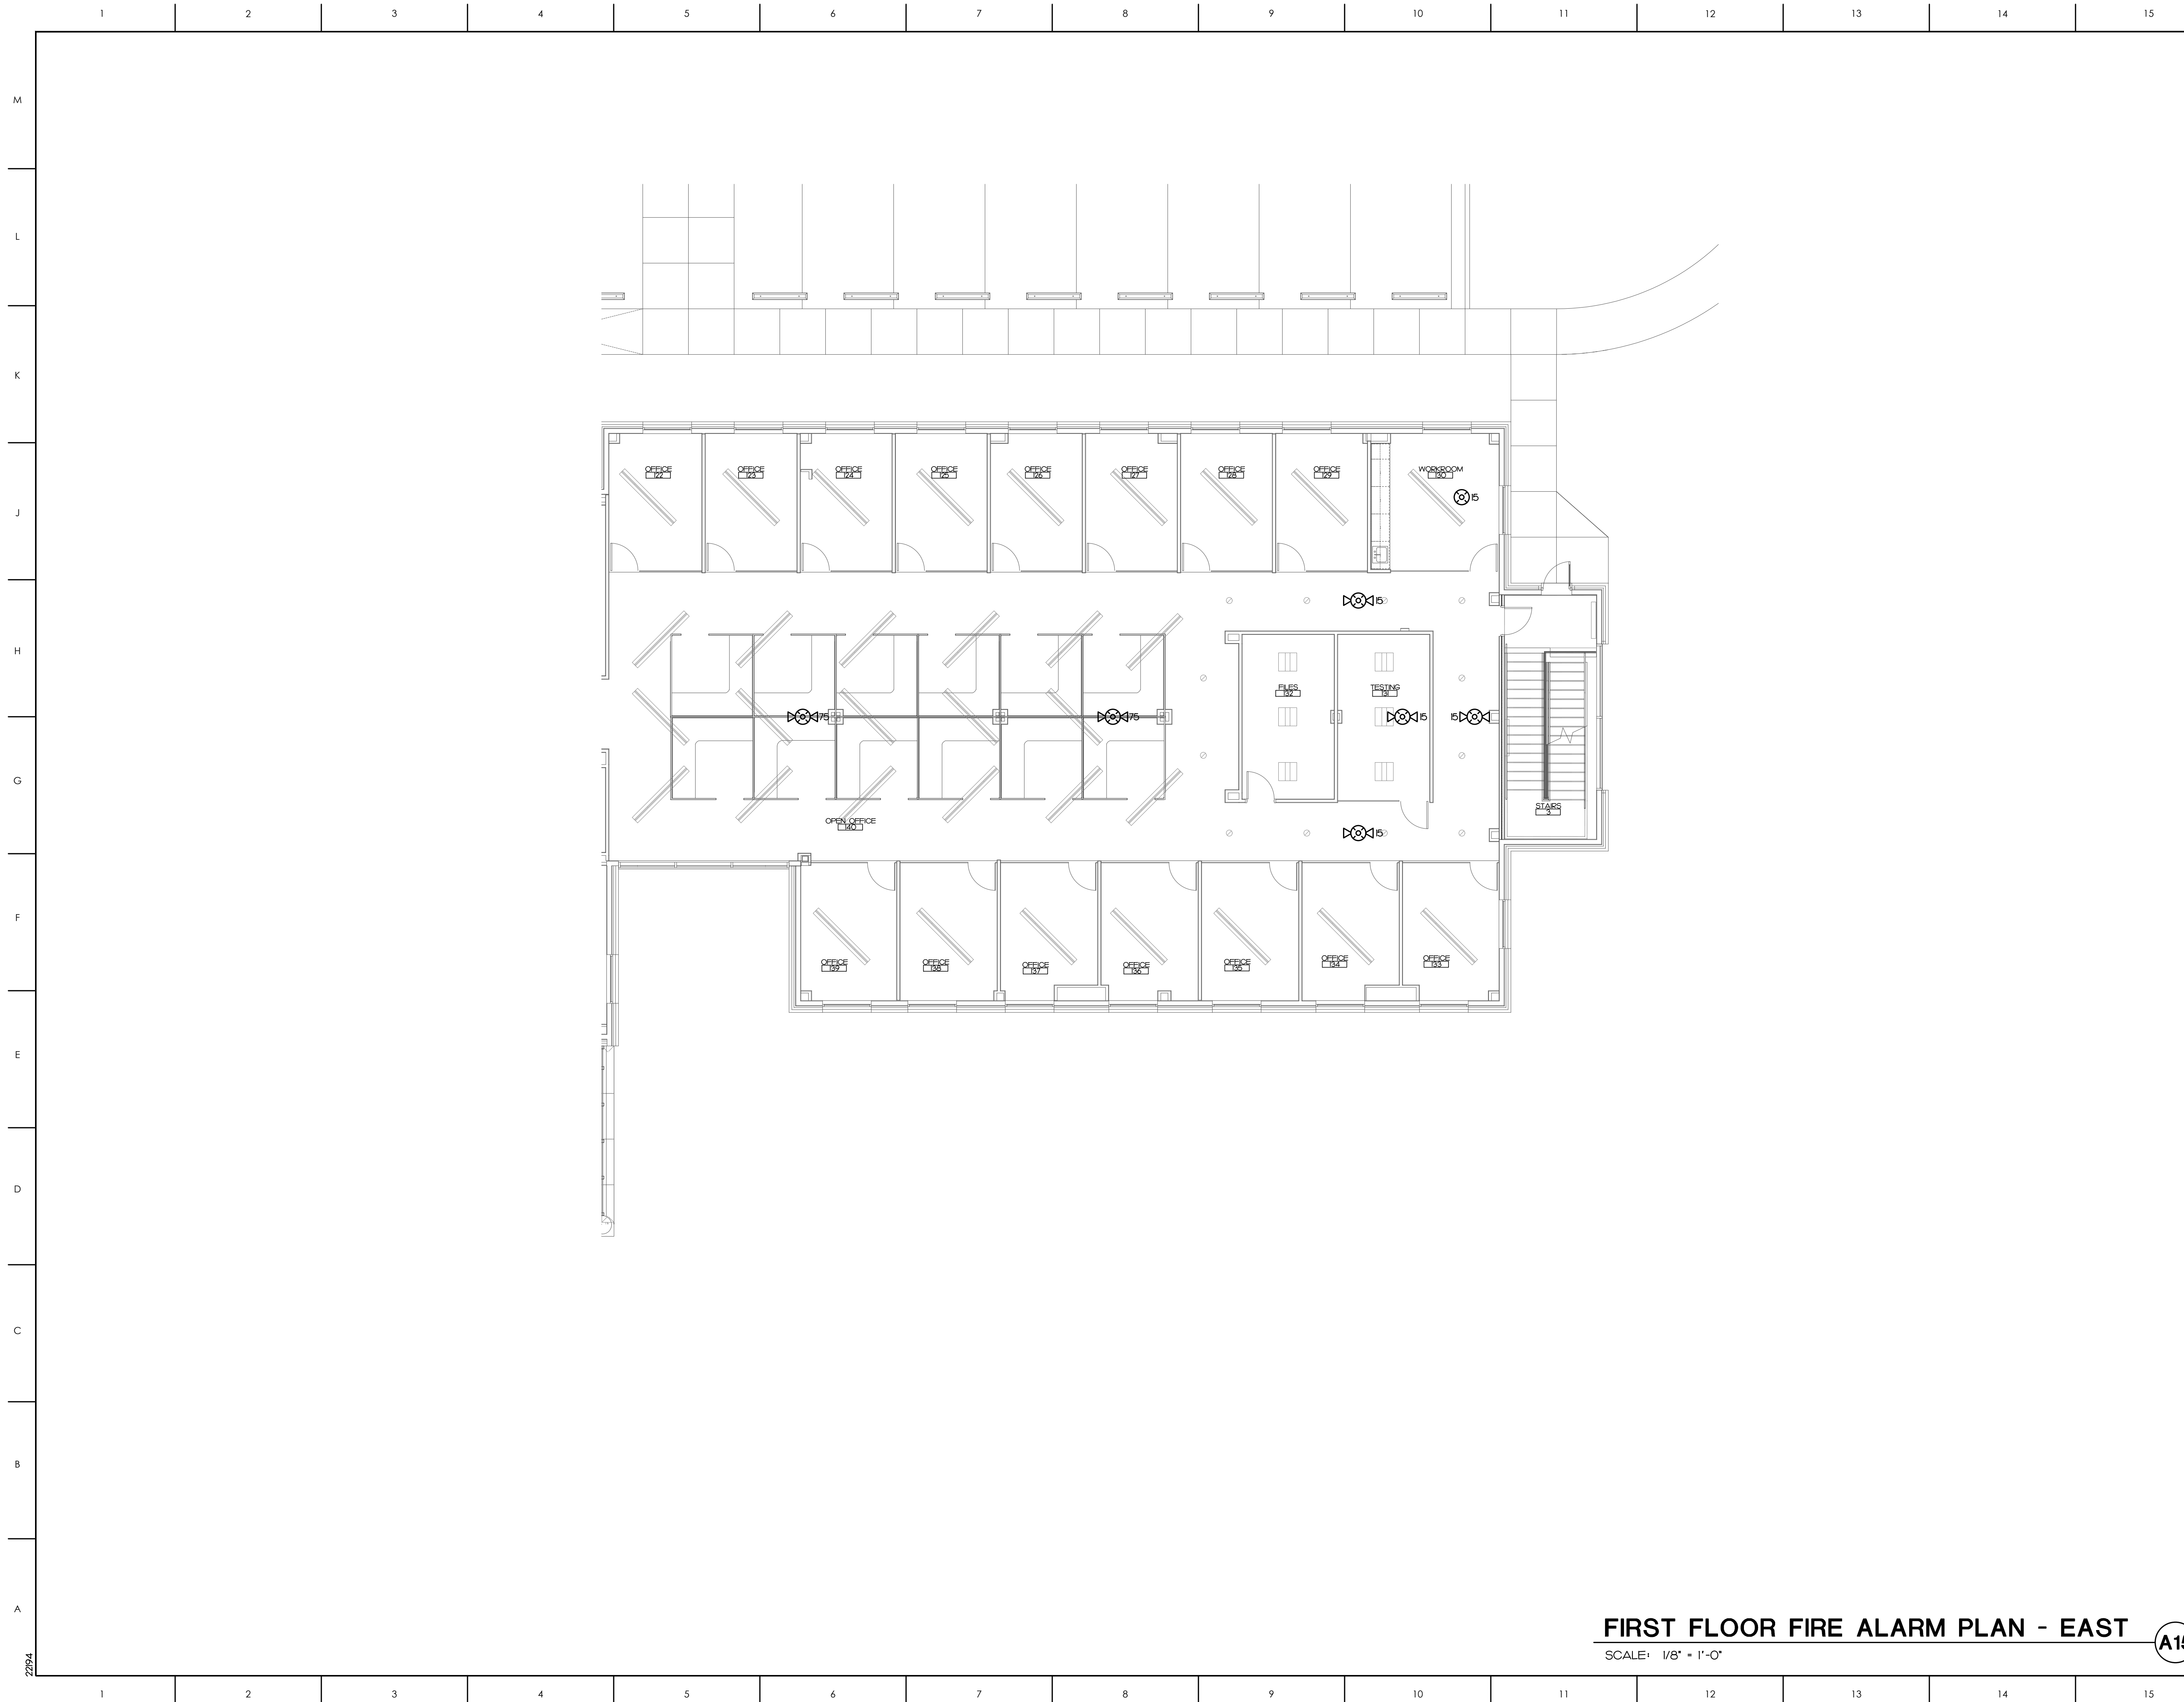 1 2 3 4 5 6 7 8 9 10 11 12 13 14 15
M
L
K
J
H
G
F
E
D
C
B
A
OFFICE OFFICE OFFICE OFFICE OFFICE OFFICE OFFICE OFFICE WORKROOM
122 123 124 125 126 127 128 129 130
15
15
FILES TESTING
132 131
75 75 15 15
STAIRS
3
OPEN OFFICE
140
15
OFFICE OFFICE OFFICE OFFICE OFFICE OFFICE OFFICE
139 138 137 136 135 134 133
FIRST FLOOR FIRE ALARM PLAN - EAST
SCALE: 1/8" = 1'-0"
22194
1 2 3 4 5 6 7 8 9 10 11 12 13 14 15